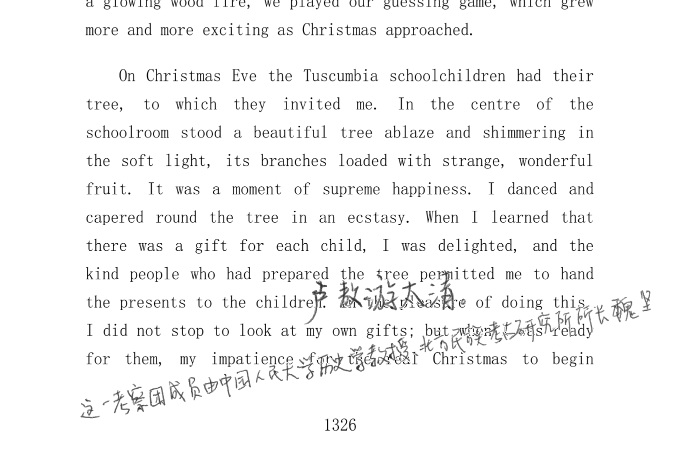 a glowing wood fire, we played our guessing game, which grew
more and more exciting as Christmas approached.
On Christmas Eve the Tuscumbia schoolchildren had their
tree, to which they invited me. In the centre of the
schoolroom stood a beautiful tree ablaze and shimmering in
the soft light, its branches loaded with strange, wonderful
fruit. It was a moment of supreme happiness. I danced and
capered round the tree in an ecstasy. When I learned that
there was a gift for each child, I was delighted, and the
kind people who had prepared the tree permitted me to hand
卢敖游太清
the presents to the children. In the pleasure of doing this,
I did not stop to look at my own gifts; but when I was ready
for them, my impatience for the real Christmas to begin
这一考察团成员由中国人民大学历史学教授、北方民族考古研究所所长魏坚
1326